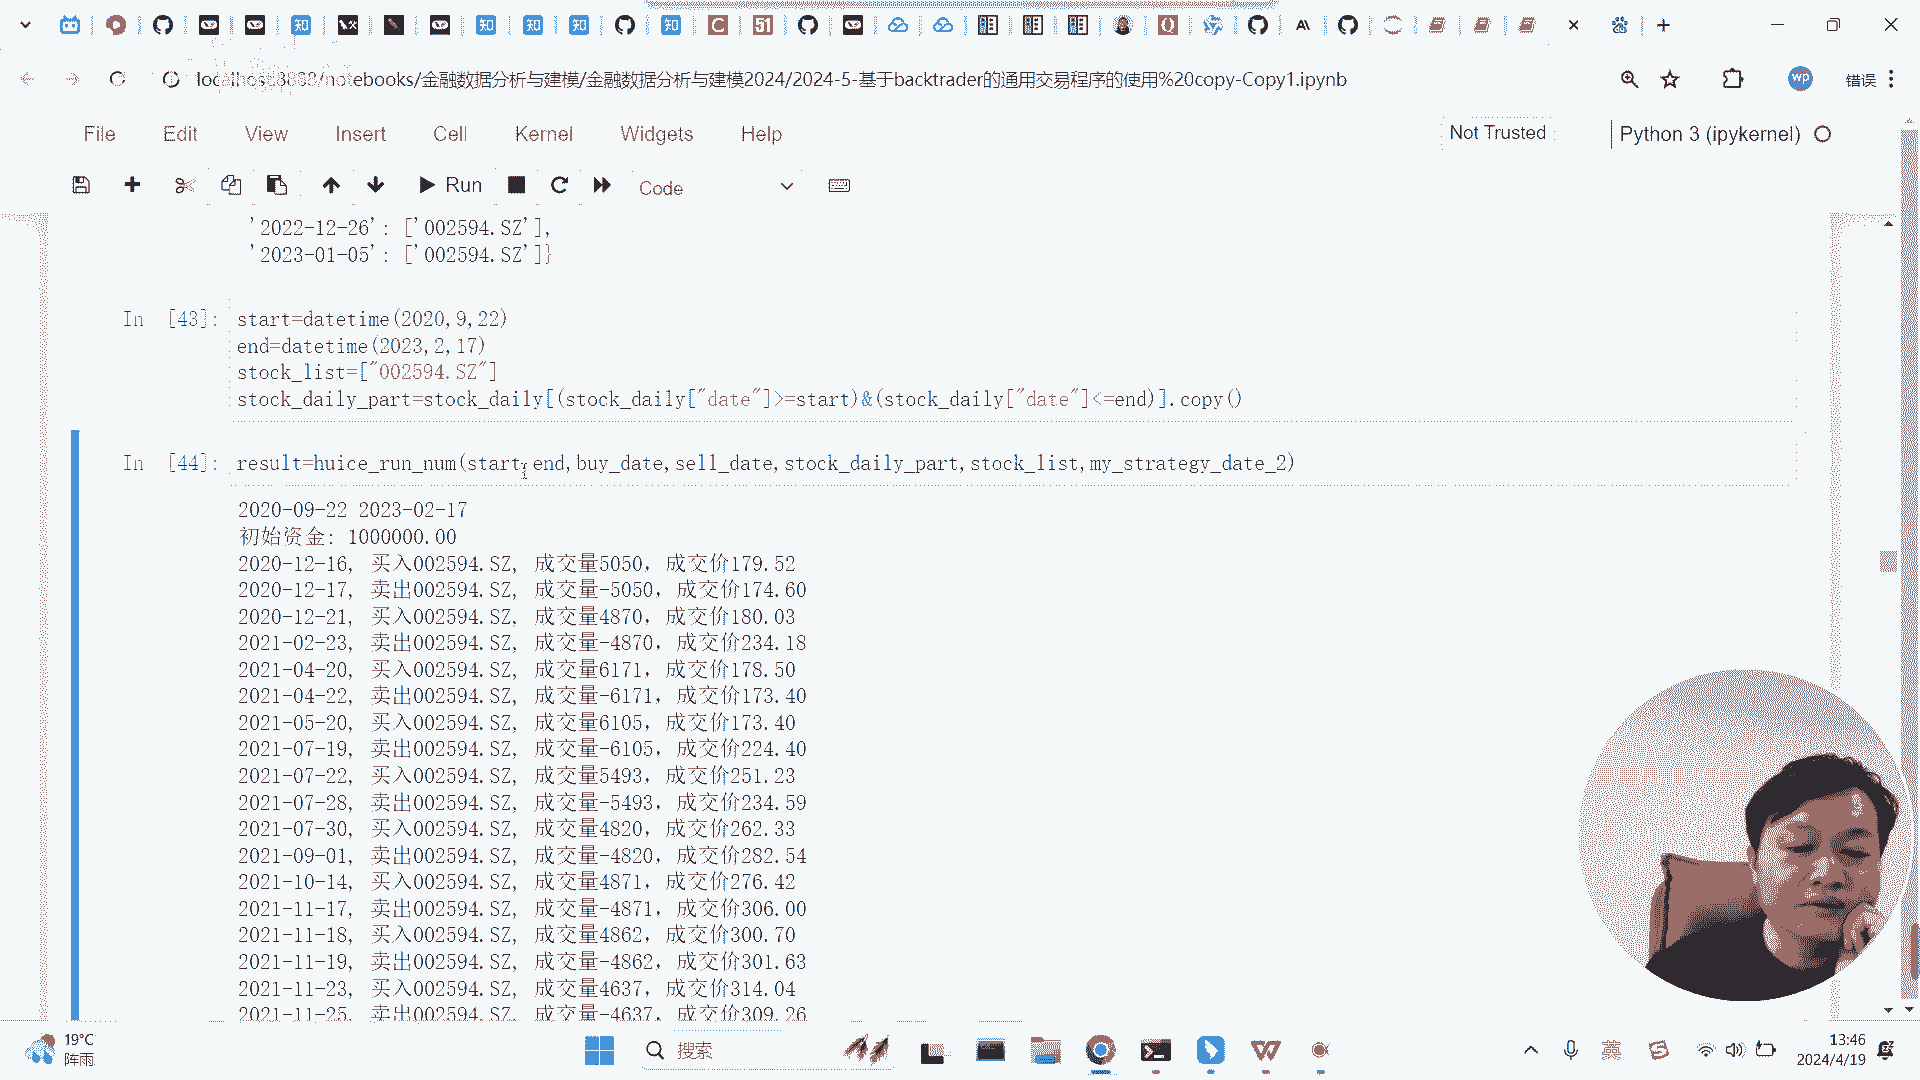 localhost:8888/notebooks/金融数据分析与建模/金融数据分析与建模2024/2024-5-基于backtrader的通用交易程序的使用%20copy-Copy1.ipynb
wp
错误
File Edit View Insert Cell Kernel Widgets Help
Not Trusted
Python 3 (ipykernel)
Run
Code
'2022-12-26': ['002594.SZ'],
'2023-01-05': ['002594.SZ']}
In [43]:
start=datetime(2020,9,22)
end=datetime(2023,2,17)
stock_list=["002594.SZ"]
stock_daily_part=stock_daily[(stock_daily["date"]>=start)&(stock_daily["date"]<=end)].copy()
In [44]:
result=huice_run_num(start,end,buy_date,sell_date,stock_daily_part,stock_list,my_strategy_date_2)
2020-09-22 2023-02-17
初始资金: 1000000.00
2020-12-16, 买入002594.SZ, 成交量5050，成交价179.52
2020-12-17, 卖出002594.SZ, 成交量-5050，成交价174.60
2020-12-21, 买入002594.SZ, 成交量4870，成交价180.03
2021-02-23, 卖出002594.SZ, 成交量-4870，成交价234.18
2021-04-20, 买入002594.SZ, 成交量6171，成交价178.50
2021-04-22, 卖出002594.SZ, 成交量-6171，成交价173.40
2021-05-20, 买入002594.SZ, 成交量6105，成交价173.40
2021-07-19, 卖出002594.SZ, 成交量-6105，成交价224.40
2021-07-22, 买入002594.SZ, 成交量5493，成交价251.23
2021-07-28, 卖出002594.SZ, 成交量-5493，成交价234.59
2021-07-30, 买入002594.SZ, 成交量4820，成交价262.33
2021-09-01, 卖出002594.SZ, 成交量-4820，成交价282.54
2021-10-14, 买入002594.SZ, 成交量4871，成交价276.42
2021-11-17, 卖出002594.SZ, 成交量-4871，成交价306.00
2021-11-18, 买入002594.SZ, 成交量4862，成交价300.70
2021-11-19, 卖出002594.SZ, 成交量-4862，成交价301.63
2021-11-23, 买入002594.SZ, 成交量4637，成交价314.04
2021-11-25, 卖出002594.SZ, 成交量-4637，成交价309.26
19°C
阵雨
搜索
英
13:46
2024/4/19